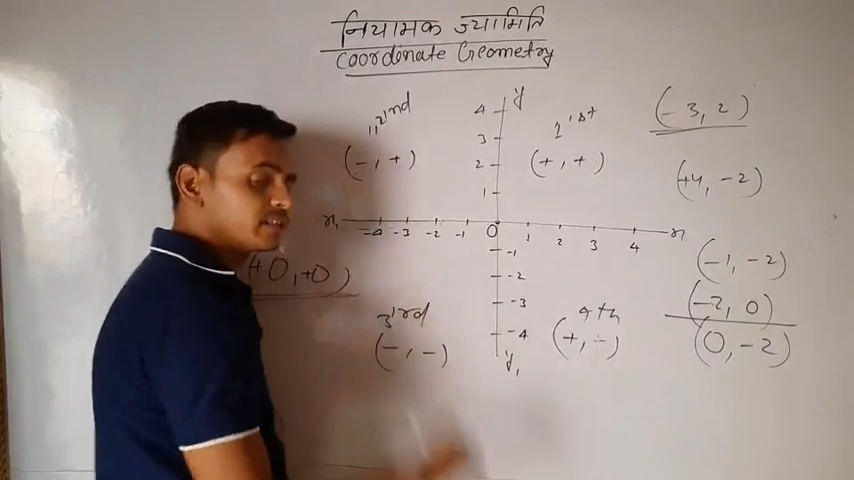 नियामक ज्यामिति
Coordinate Geometry
2nd
(-, +)
y
4
3
2
1
1st
(+, +)
(-3, 2)
(+4, -2)
x,
-4 -3 -2 -1 0 1 2 3 4 x
(+0, +0)
-1
-2
-3
-4
y,
(-1, -2)
(-2, 0)
(0, -2)
3rd
(-, -)
4th
(+, -)